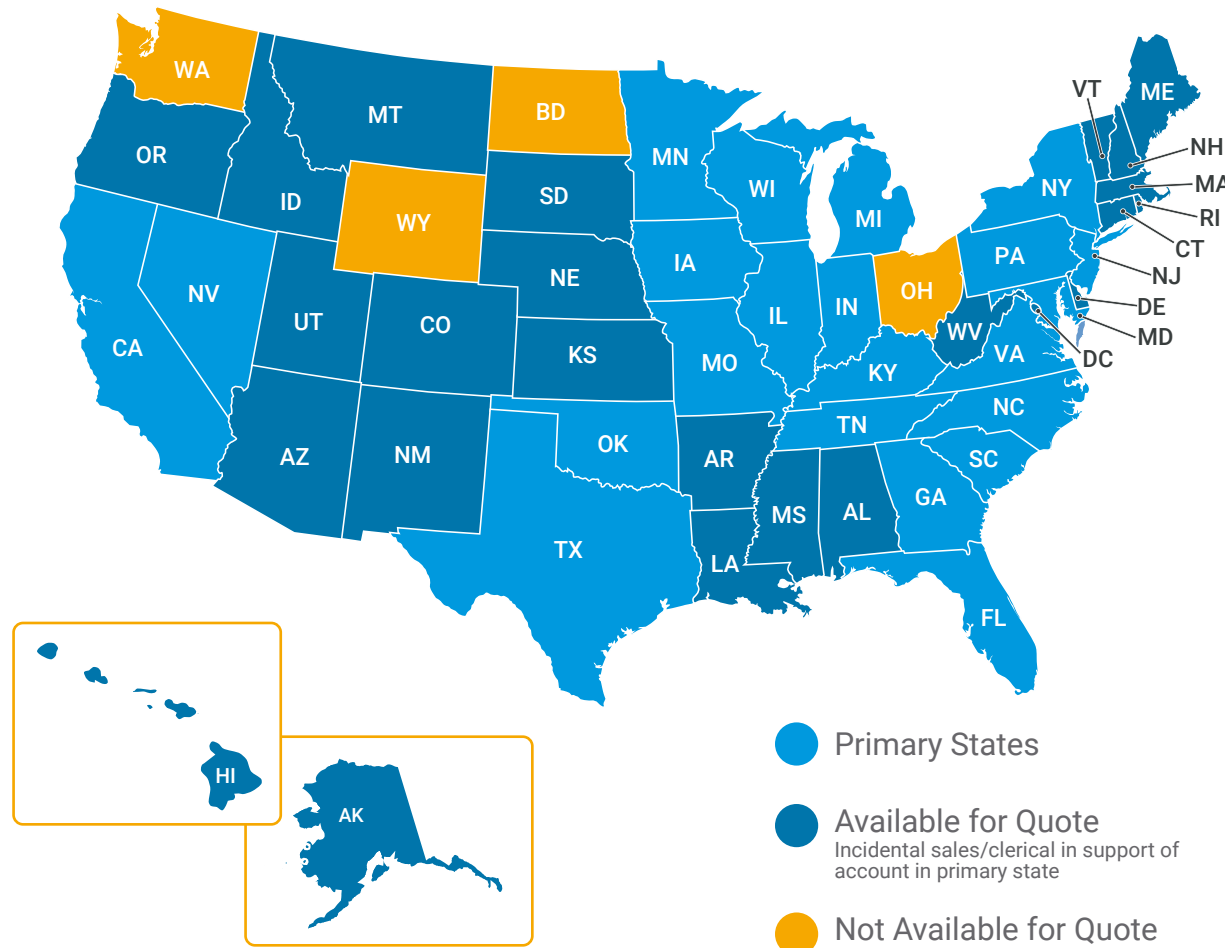 WA
MT
BD
MN
VT
ME
OR
ID
SD
WI
MI
NY
NH
MA
RI
CT
WY
NE
IA
PA
NJ
NV
UT
CO
KS
IL
IN
OH
WV
DE
MD
DC
CA
MO
KY
VA
AZ
NM
OK
AR
TN
NC
SC
TX
LA
MS
AL
GA
FL
HI
AK
Primary States
Available for Quote
Incidental sales/clerical in support of
account in primary state
Not Available for Quote